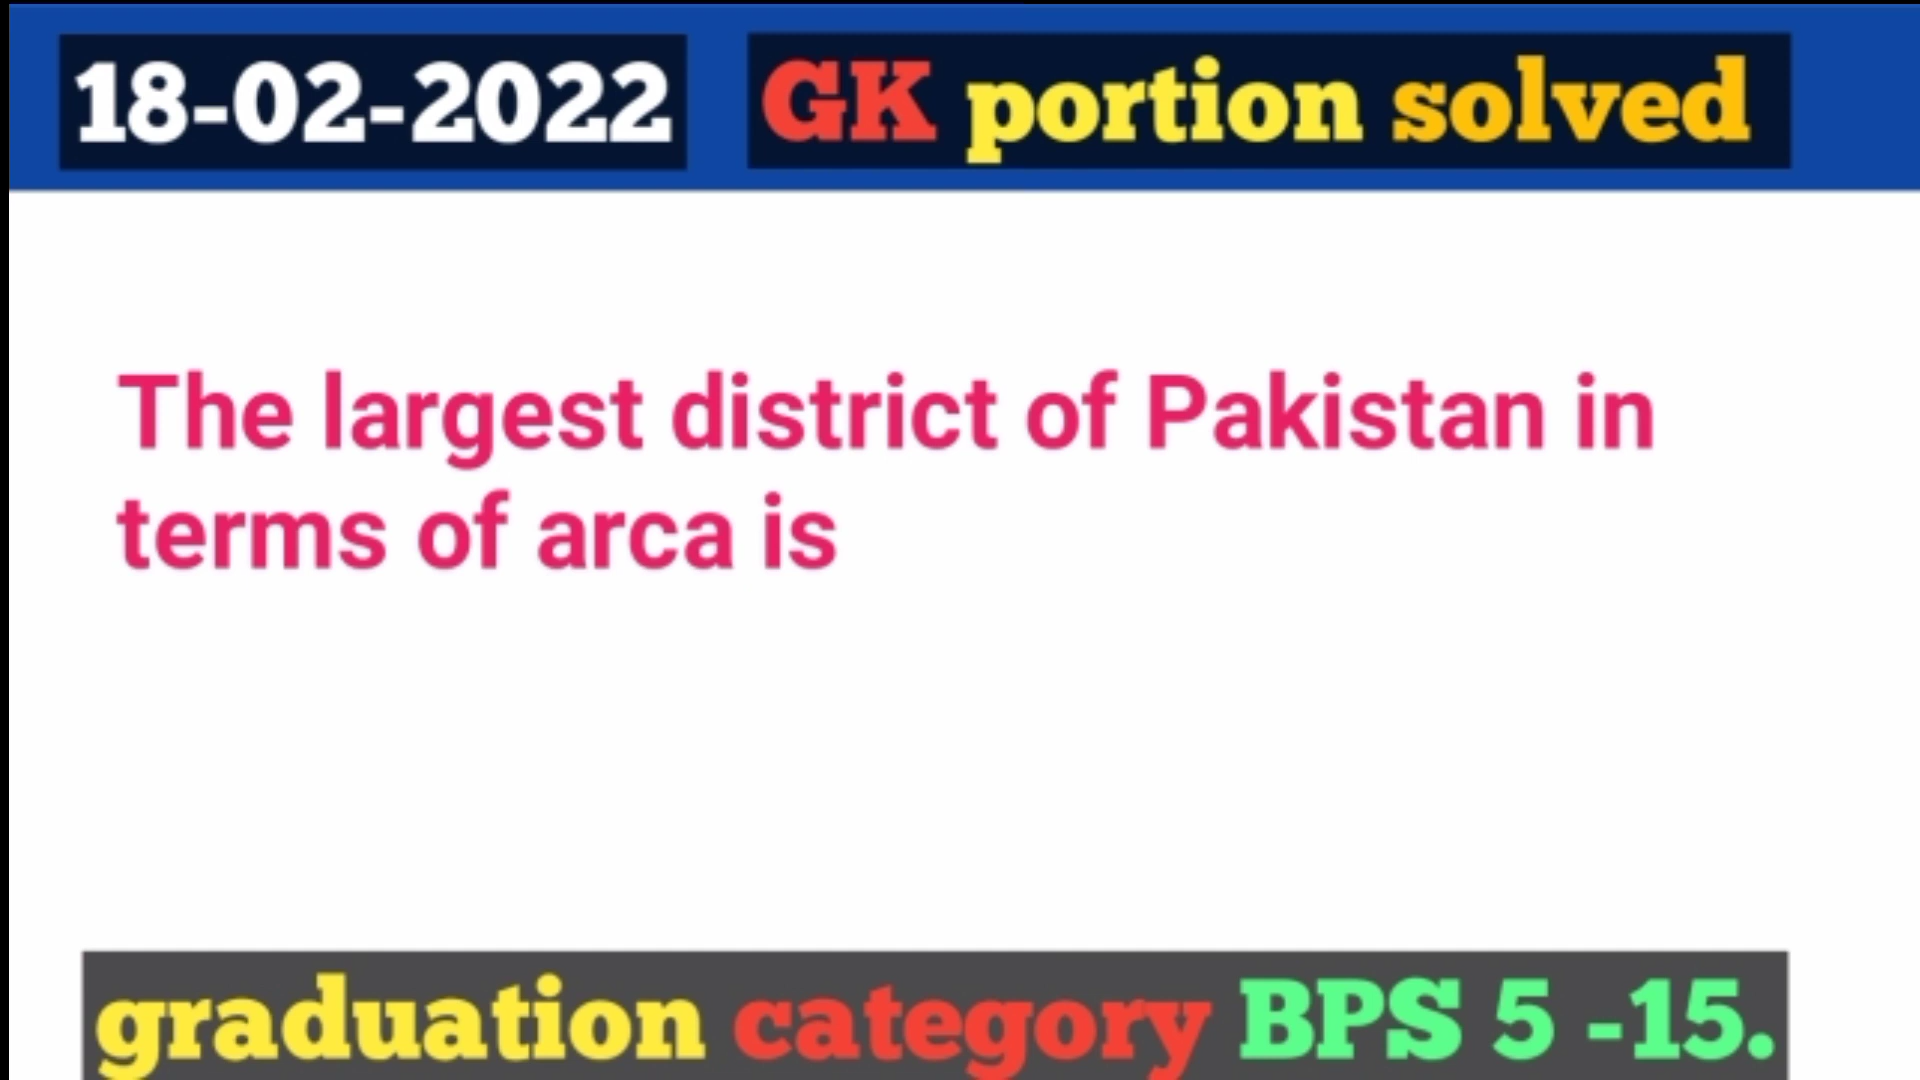 18-02-2022 GK portion solved
The largest district of Pakistan in
terms of arca is
graduation category BPS 5 -15.